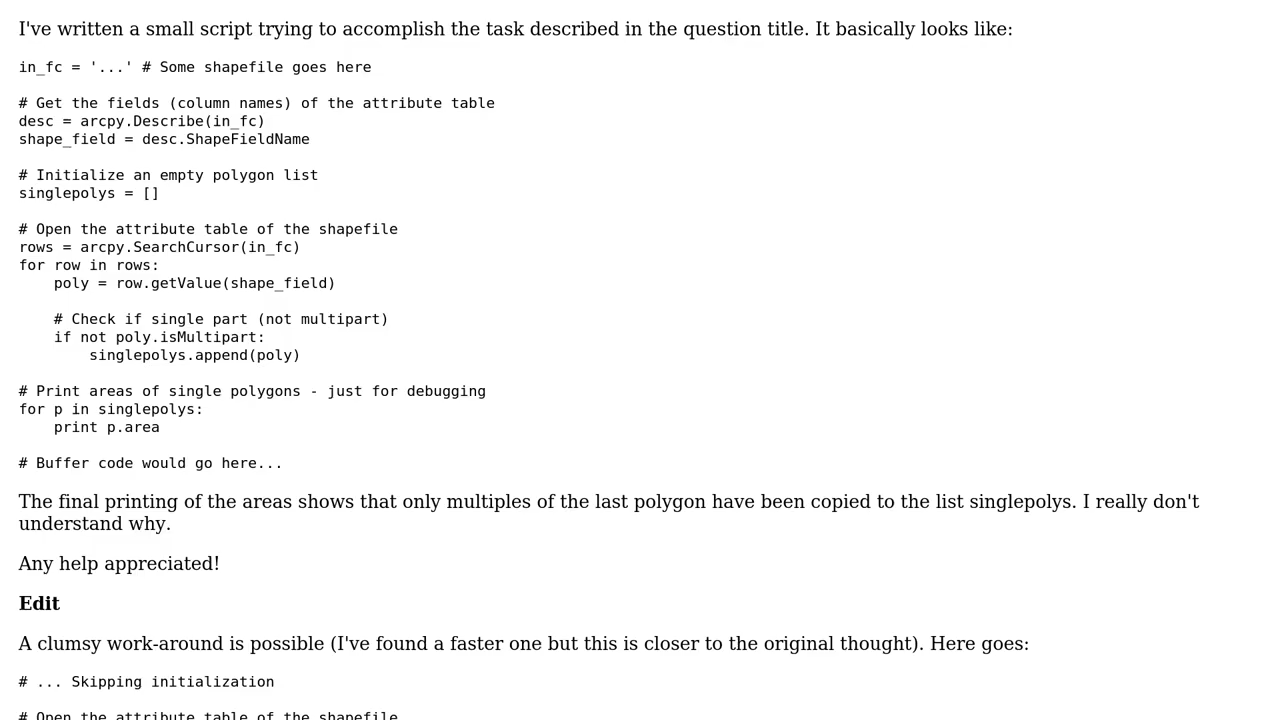 I've written a small script trying to accomplish the task described in the question title. It basically looks like:
in_fc = '...' # Some shapefile goes here
# Get the fields (column names) of the attribute table
desc = arcpy.Describe(in_fc)
shape_field = desc.ShapeFieldName
# Initialize an empty polygon list
singlepolys = []
# Open the attribute table of the shapefile
rows = arcpy.SearchCursor(in_fc)
for row in rows:
    poly = row.getValue(shape_field)
    # Check if single part (not multipart)
    if not poly.isMultipart:
        singlepolys.append(poly)
# Print areas of single polygons - just for debugging
for p in singlepolys:
    print p.area
# Buffer code would go here...
The final printing of the areas shows that only multiples of the last polygon have been copied to the list singlepolys. I really don't
understand why.
Any help appreciated!
Edit
A clumsy work-around is possible (I've found a faster one but this is closer to the original thought). Here goes:
# ... Skipping initialization
# Open the attribute table of the shapefile